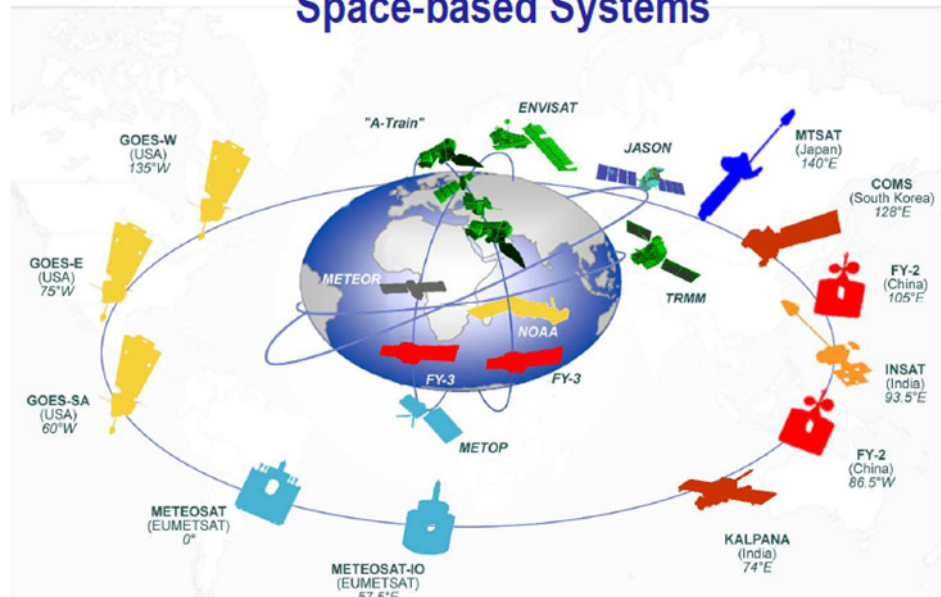 Space-based Systems
"A-Train"
ENVISAT
JASON
GOES-W
(USA)
135°W
MTSAT
(Japan)
140°E
COMS
(South Korea)
128°E
GOES-E
(USA)
75°W
METEOR
NOAA
TRMM
FY-2
(China)
105°E
INSAT
(India)
93.5°E
FY-3
FY-3
GOES-SA
(USA)
60°W
METOP
FY-2
(China)
86.5°W
METEOSAT
(EUMETSAT)
0°
METEOSAT-IO
(EUMETSAT)
57.5°E
KALPANA
(India)
74°E